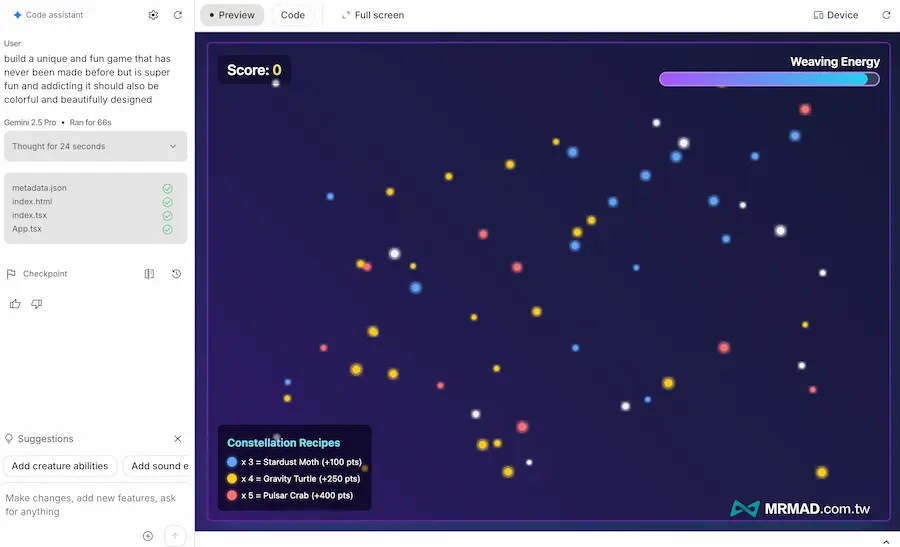 Code assistant
User
build a unique and fun game that has
never been made before but is super
fun and addicting it should also be
colorful and beautifully designed
Gemini 2.5 Pro • Ran for 66s
Thought for 24 seconds
metadata.json
index.html
index.tsx
App.tsx
Checkpoint
Suggestions
Add creature abilities
Add sound e
Make changes, add new features, ask
for anything
Preview
Code
Full screen
Device
Score: 0
Weaving Energy
Constellation Recipes
x 3 = Stardust Moth (+100 pts)
x 4 = Gravity Turtle (+250 pts)
x 5 = Pulsar Crab (+400 pts)
MRMAD.com.tw